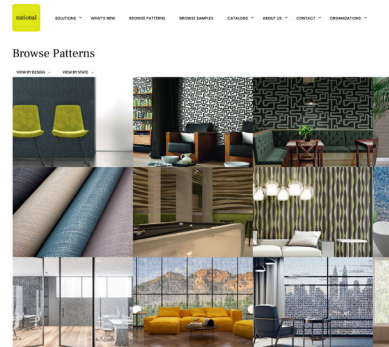 national
SOLUTIONS WHAT'S NEW BROWSE PATTERNS BROWSE SAMPLES CATALOGS ABOUT US CONTACT ORGANIZATIONS
Browse Patterns
VIEW BY DESIGN VIEW BY STATE